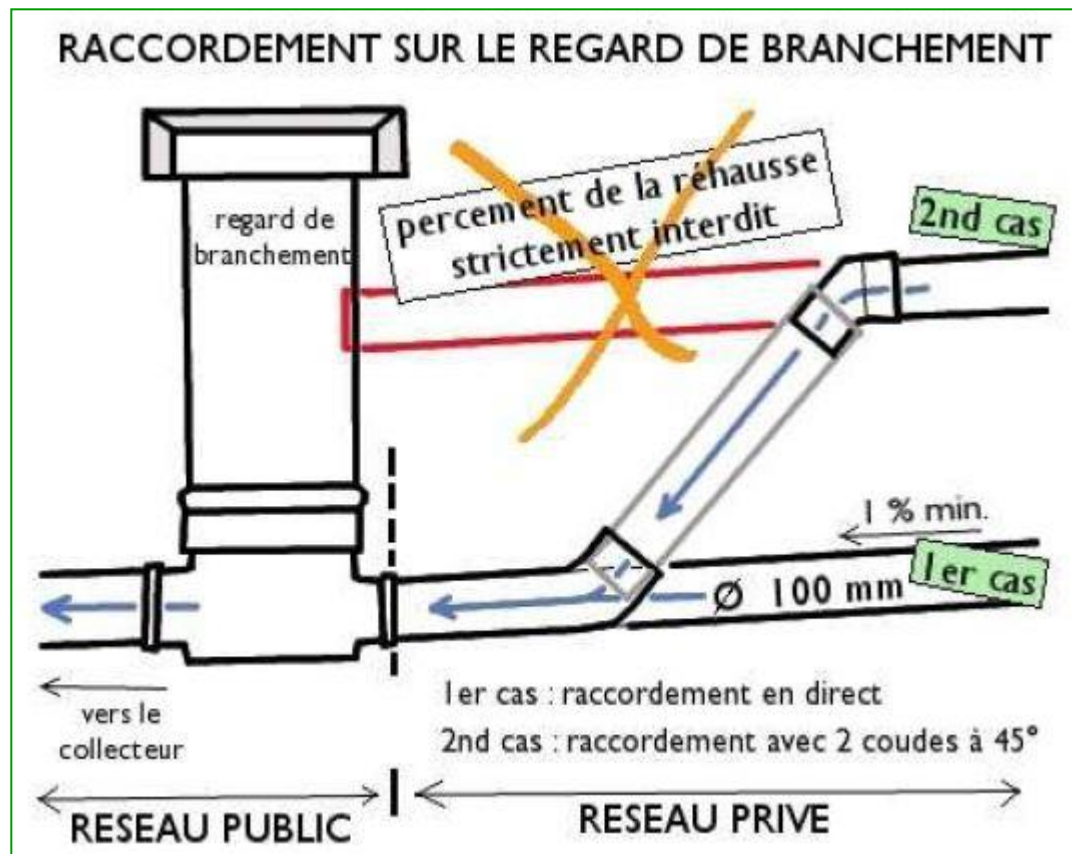 RACCORDEMENT SUR LE REGARD DE BRANCHEMENT
regard de
branchement
percement de la réhausse
strictement interdit
2nd cas
1 % min.
1er cas
Ø 100 mm
vers le
collecteur
1er cas : raccordement en direct
2nd cas : raccordement avec 2 coudes à 45°
RESEAU PUBLIC
RESEAU PRIVE